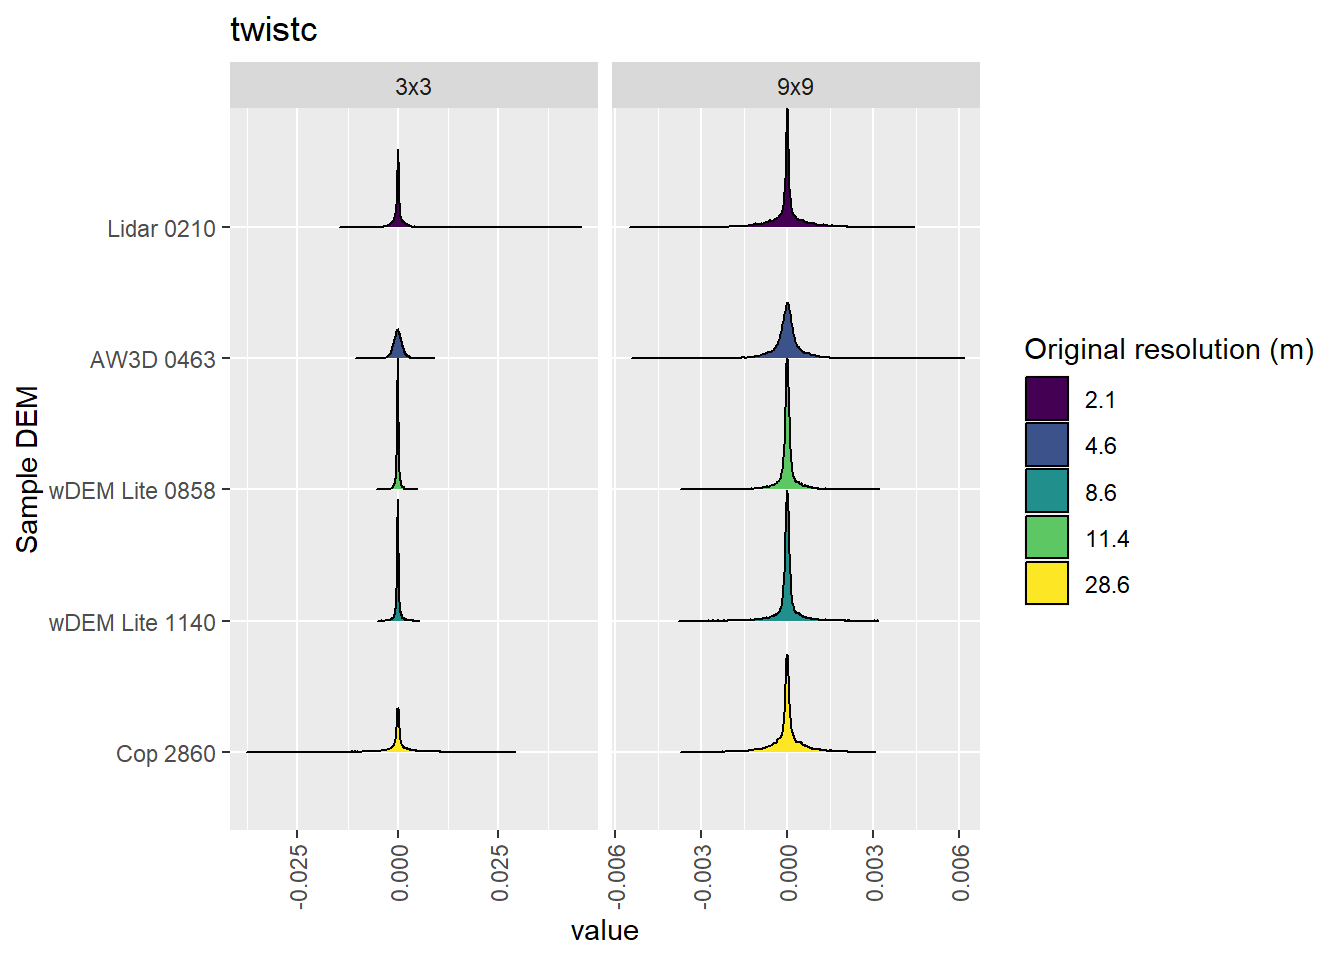 twistc
3x3
9x9
Sample DEM
Lidar 0210
AW3D 0463
wDEM Lite 0858
wDEM Lite 1140
Cop 2860
-0.025
0.000
0.025
-0.006
-0.003
0.000
0.003
0.006
value
Original resolution (m)
2.1
4.6
8.6
11.4
28.6